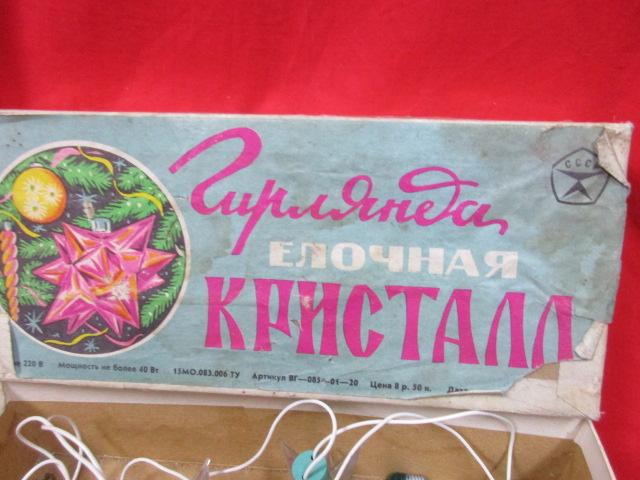 Гирлянда
ЕЛОЧНАЯ
КРИСТАЛЛ
СССР
220 В Мощность не более 40 Вт 15МО.083.006 ТУ Артикул ВГ—085-01—20 Цена 8 р. 50 к.